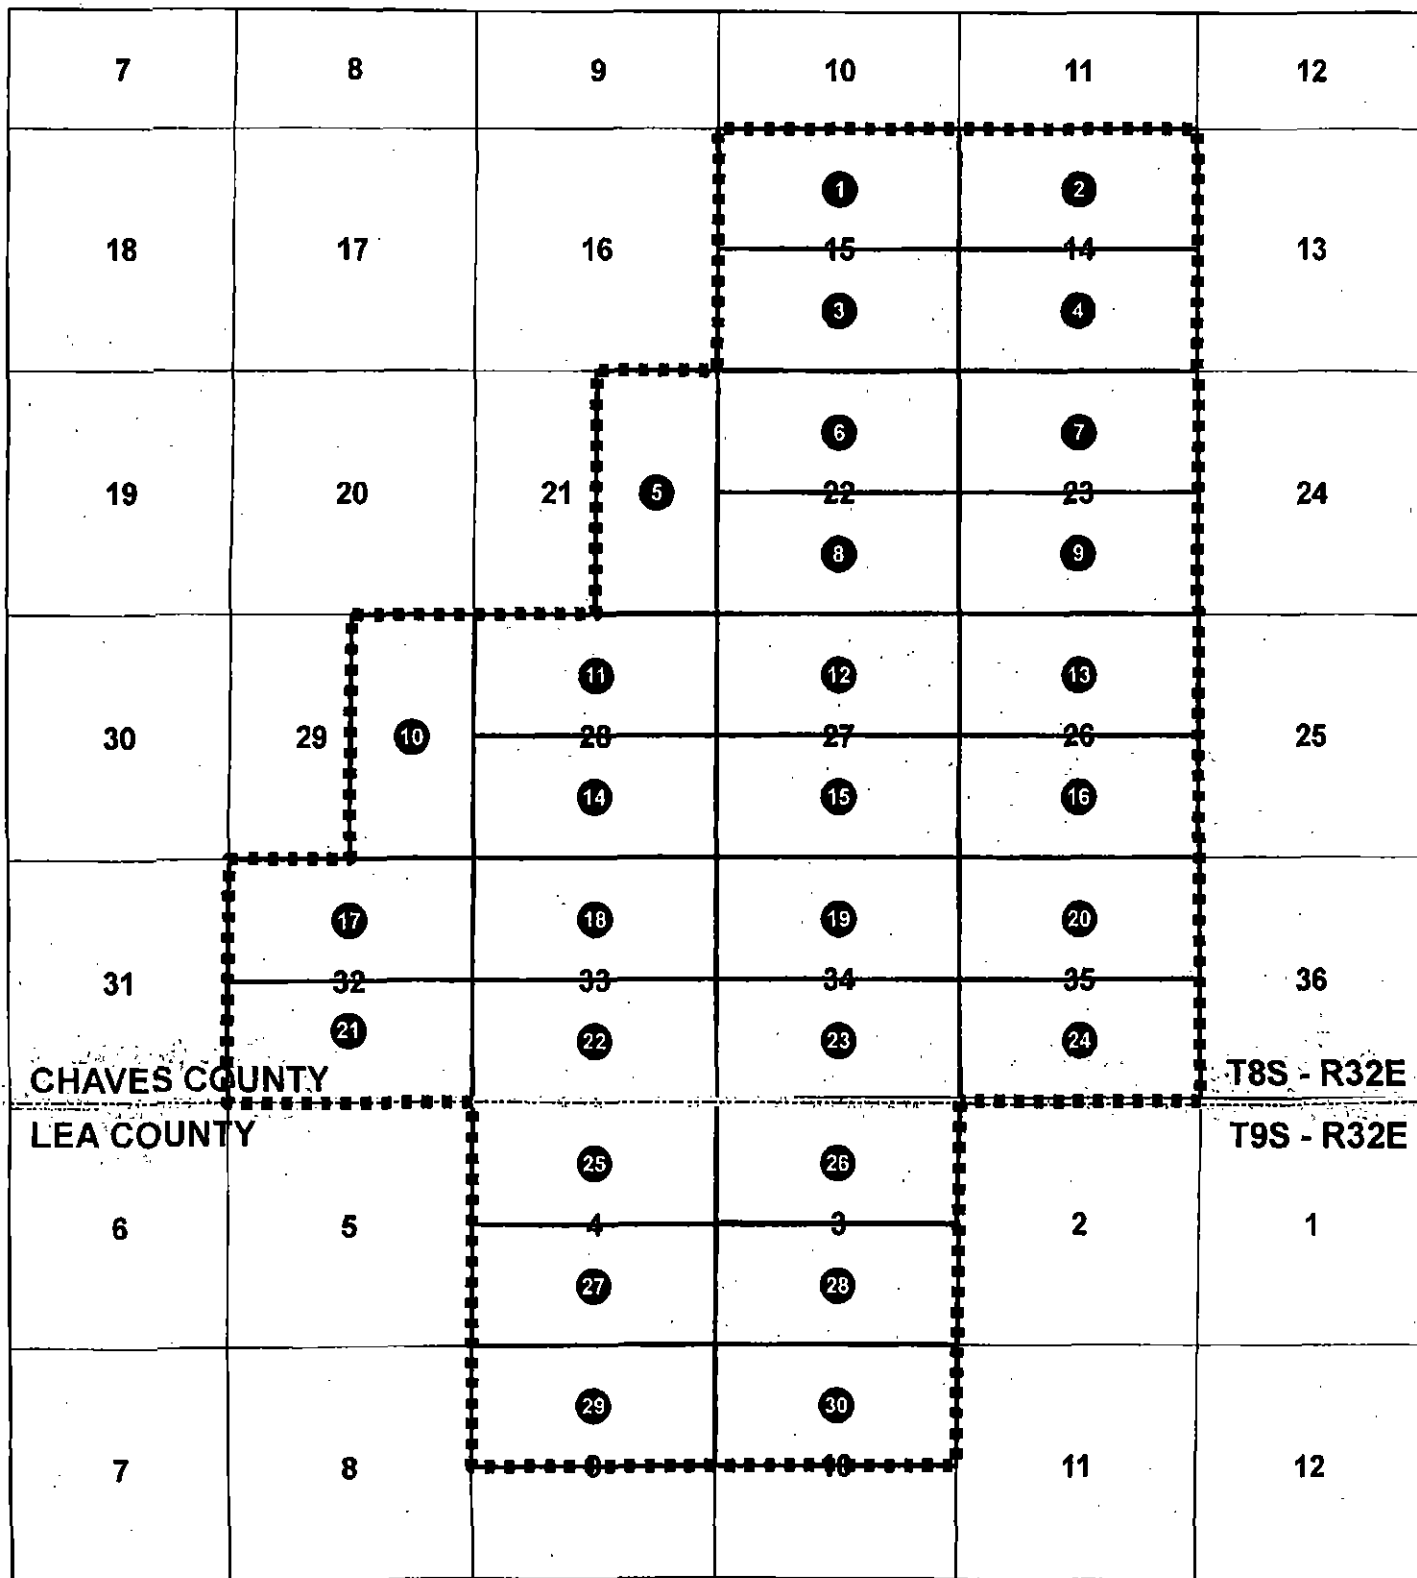 7 8 9 10 11 12
1 2
18 17 16 15 14 13
3 4
6 7
19 20 21 5 22 23 24
8 9
11 12 13
30 29 10 28 27 26 25
14 15 16
17 18 19 20
31 32 33 34 35 36
21 22 23 24
CHAVES COUNTY T8S - R32E
LEA COUNTY T9S - R32E
25 26
6 5 4 3 2 1
27 28
29 30
7 8 9 10 11 12